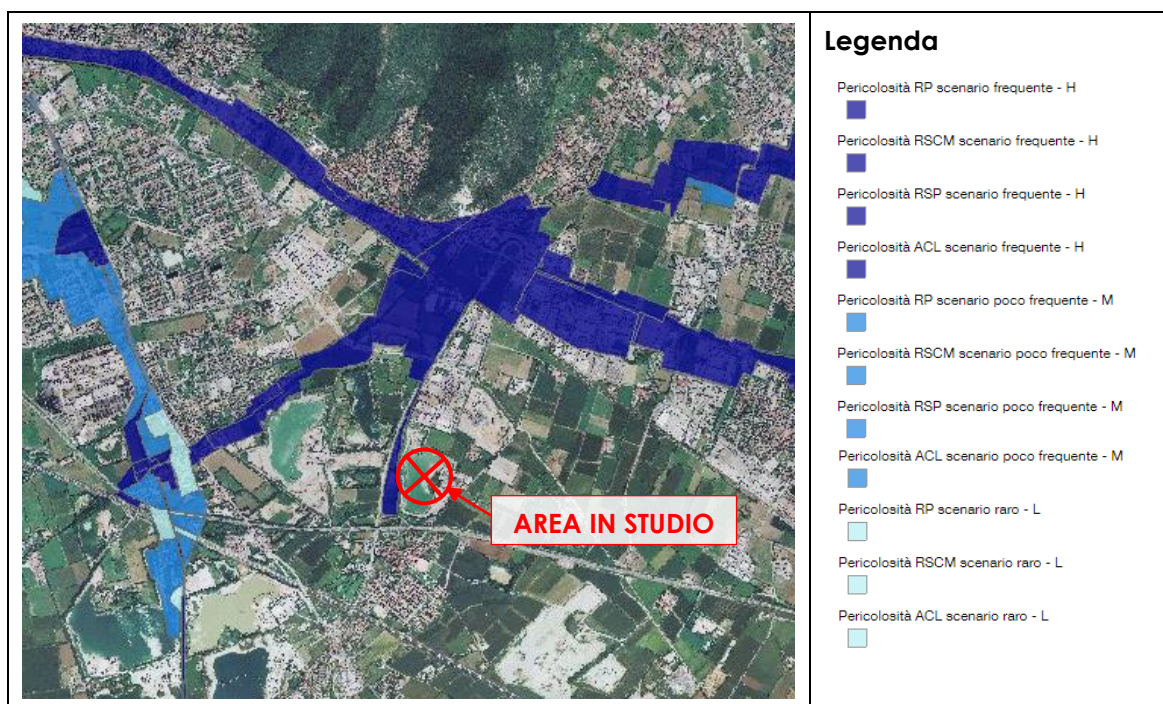 Legenda
Pericolosità RP scenario frequente - H
Pericolosità RSCM scenario frequente - H
Pericolosità RSP scenario frequente - H
Pericolosità ACL scenario frequente - H
Pericolosità RP scenario poco frequente - M
Pericolosità RSCM scenario poco frequente - M
Pericolosità RSP scenario poco frequente - M
Pericolosità ACL scenario poco frequente - M
Pericolosità RP scenario raro - L
Pericolosità RSCM scenario raro - L
Pericolosità ACL scenario raro - L
AREA IN STUDIO